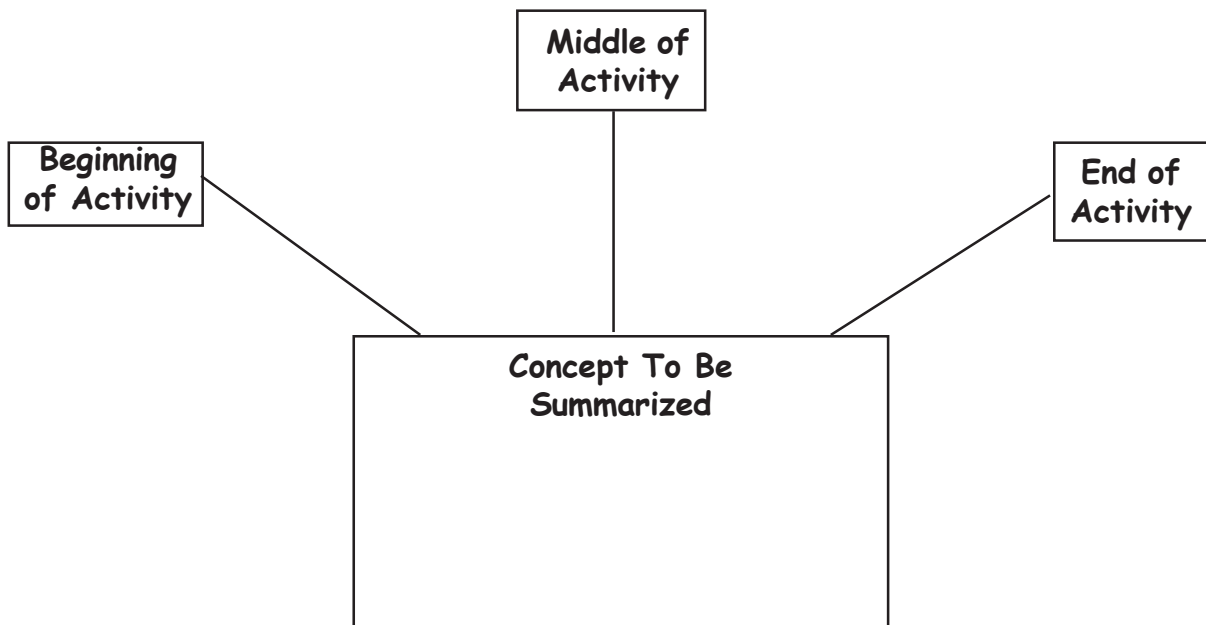 Middle of
Activity
Beginning
of Activity
End of
Activity
Concept To Be
Summarized